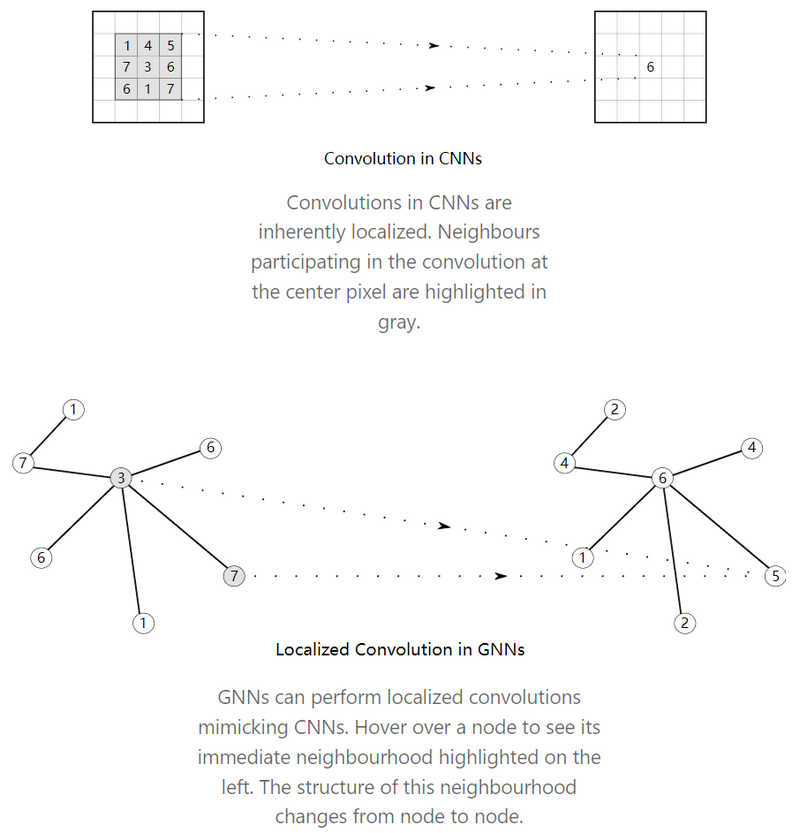 1 4 5
7 3 6 6
6 1 7
Convolution in CNNs
Convolutions in CNNs are
inherently localized. Neighbours
participating in the convolution at
the center pixel are highlighted in
gray.
1 2
6 4
7 4
3 6
6 1
7 5
1 2
Localized Convolution in GNNs
GNNs can perform localized convolutions
mimicking CNNs. Hover over a node to see its
immediate neighbourhood highlighted on the
left. The structure of this neighbourhood
changes from node to node.